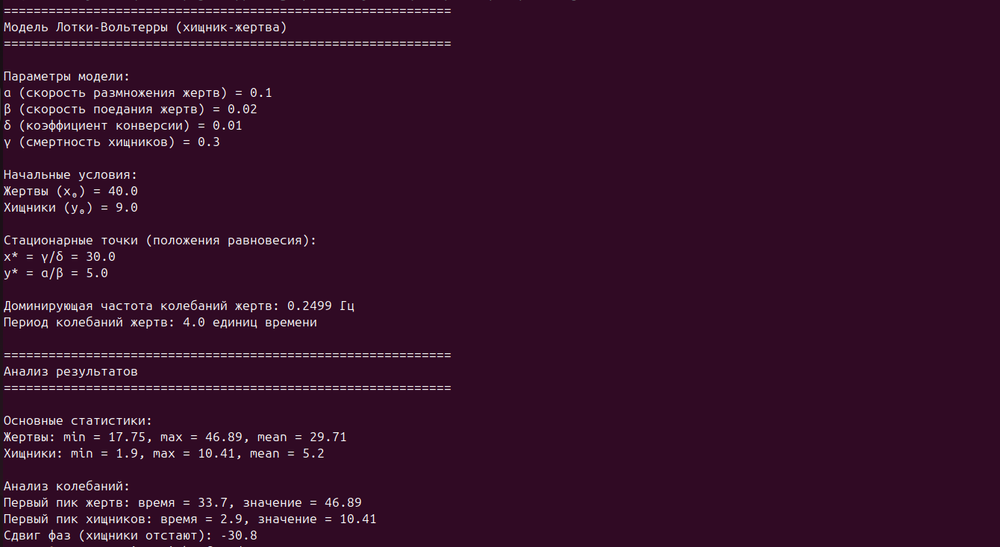 ============================================================
Модель Лотки-Вольтерры (хищник-жертва)
============================================================
Параметры модели:
α (скорость размножения жертв) = 0.1
β (скорость поедания жертв) = 0.02
δ (коэффициент конверсии) = 0.01
γ (смертность хищников) = 0.3
Начальные условия:
Жертвы (x₀) = 40.0
Хищники (y₀) = 9.0
Стационарные точки (положения равновесия):
x* = γ/δ = 30.0
y* = α/β = 5.0
Доминирующая частота колебаний жертв: 0.2499 Гц
Период колебаний жертв: 4.0 единиц времени
============================================================
Анализ результатов
============================================================
Основные статистики:
Жертвы: min = 17.75, max = 46.89, mean = 29.71
Хищники: min = 1.9, max = 10.41, mean = 5.2
Анализ колебаний:
Первый пик жертв: время = 33.7, значение = 46.89
Первый пик хищников: время = 2.9, значение = 10.41
Сдвиг фаз (хищники отстают): -30.8